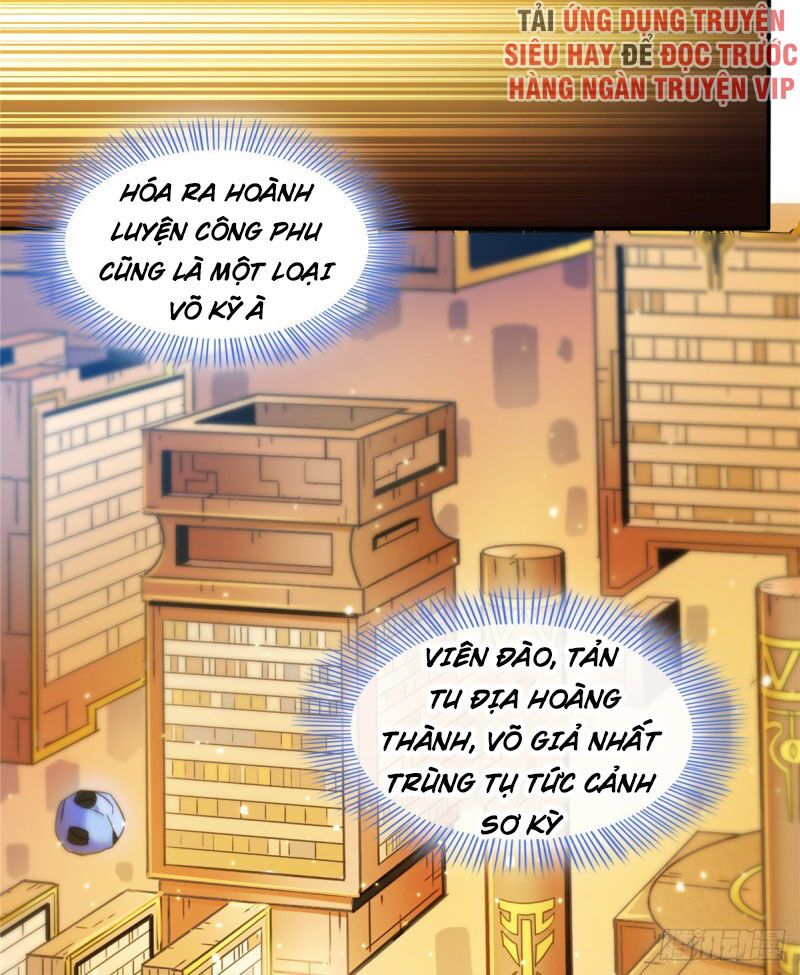 TẢI ỨNG DỤNG TRUYỆN
SIÊU HAY ĐỂ ĐỌC TRƯỚC
HÀNG NGÀN TRUYỆN VIP
HÓA RA HOÀNH
LUYỆN CÔNG PHU
CŨNG LÀ MỘT LOẠI
VÕ KỸ À
VIÊN ĐÀO, TẢN
TU ĐỊA HOÀNG
THÀNH, VÕ GIẢ NHẤT
TRÙNG TỤ TỨC CẢNH
SƠ KỲ